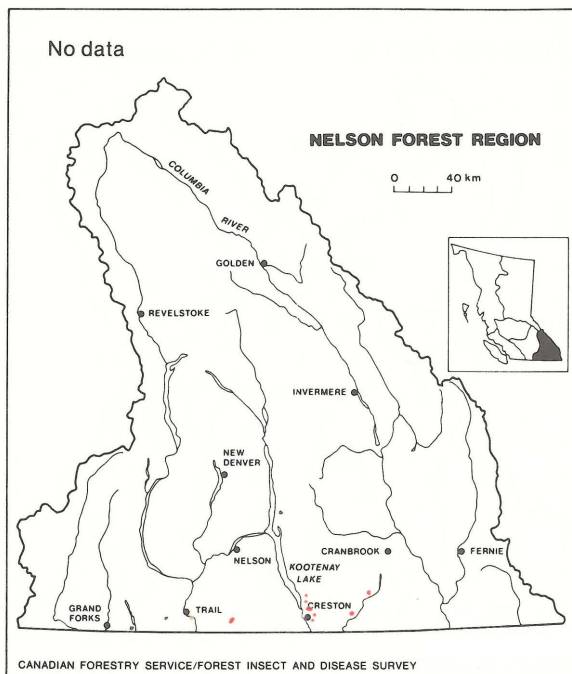 No data
NELSON FOREST REGION
0 40 km
COLUMBIA
RIVER
GOLDEN
REVELSTOKE
INVERMERE
NEW
DENVER
NELSON
KOOTENAY
LAKE
CRANBROOK
FERNIE
GRAND
FORKS
TRAIL
CRESTON
CANADIAN FORESTRY SERVICE/FOREST INSECT AND DISEASE SURVEY